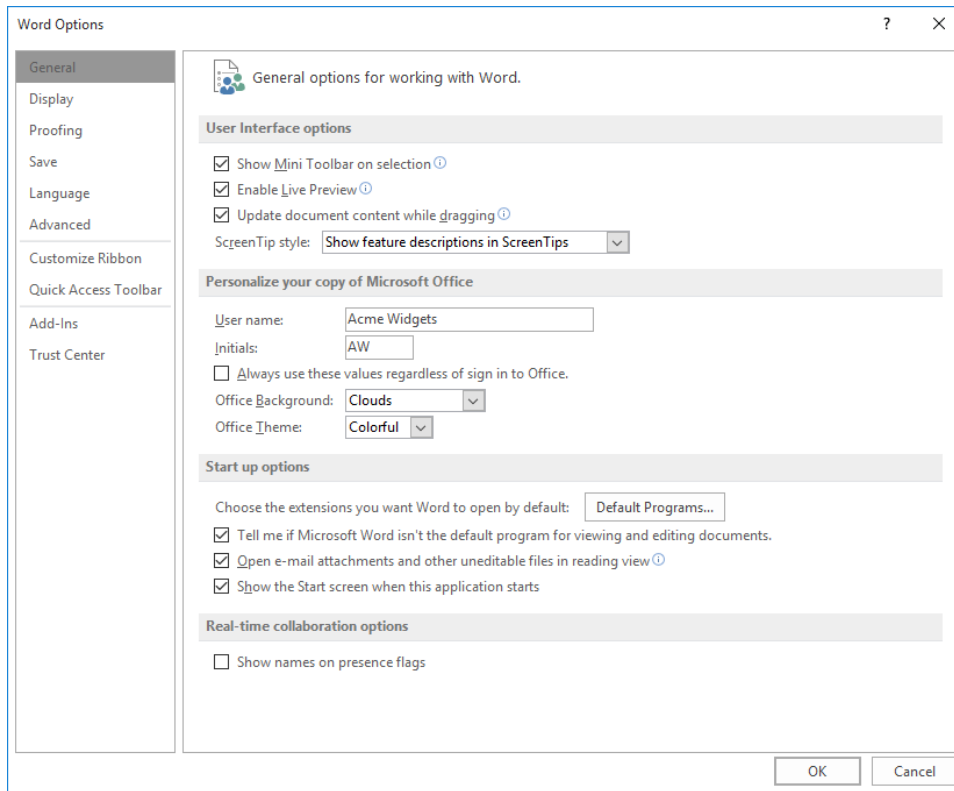 Word Options
?
General
Display
Proofing
Save
Language
Advanced
Customize Ribbon
Quick Access Toolbar
Add-Ins
Trust Center
General options for working with Word.
User Interface options
Show Mini Toolbar on selection
Enable Live Preview
Update document content while dragging
ScreenTip style: Show feature descriptions in ScreenTips
Personalize your copy of Microsoft Office
User name: Acme Widgets
Initials: AW
Always use these values regardless of sign in to Office.
Office Background: Clouds
Office Theme: Colorful
Start up options
Choose the extensions you want Word to open by default: Default Programs...
Tell me if Microsoft Word isn't the default program for viewing and editing documents.
Open e-mail attachments and other uneditable files in reading view
Show the Start screen when this application starts
Real-time collaboration options
Show names on presence flags
OK Cancel